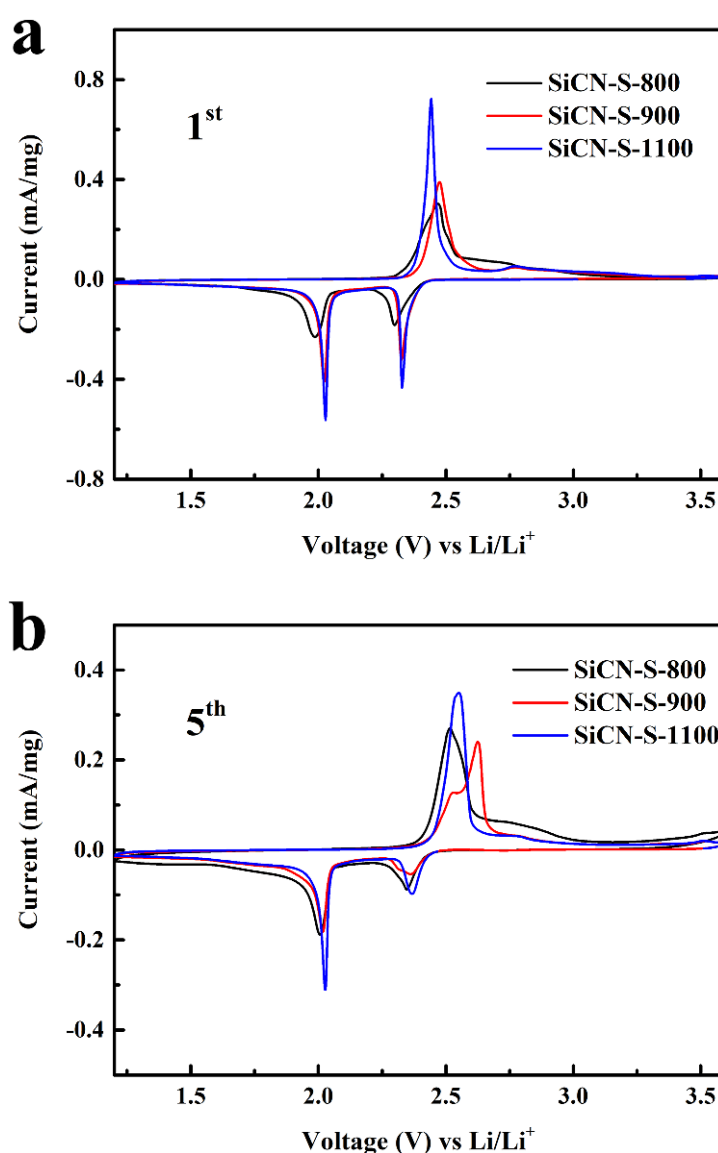 a
0.8
0.4
0.0
-0.4
-0.8
Current (mA/mg)
1st
SiCN-S-800
SiCN-S-900
SiCN-S-1100
1.5 2.0 2.5 3.0 3.5
Voltage (V) vs Li/Li+
b
0.4
0.2
0.0
-0.2
-0.4
Current (mA/mg)
5th
SiCN-S-800
SiCN-S-900
SiCN-S-1100
1.5 2.0 2.5 3.0 3.5
Voltage (V) vs Li/Li+